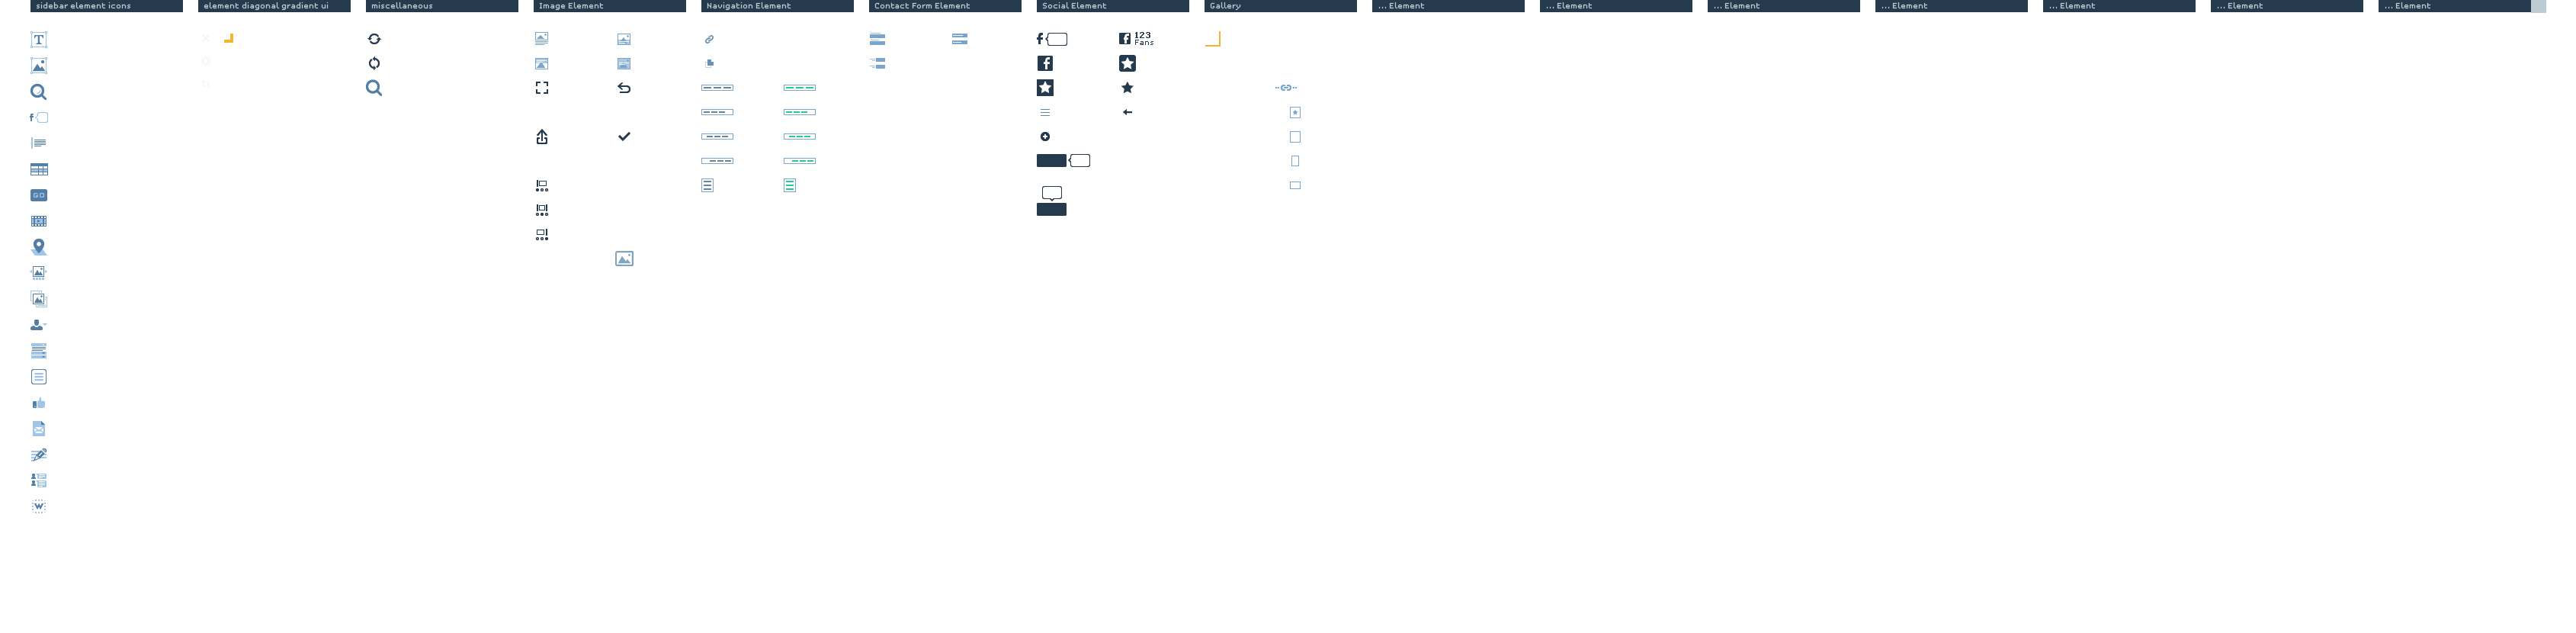 sidebar element icons
element diagonal gradient ui
miscellaneous
Image Element
Navigation Element
Contact Form Element
Social Element
Gallery
... Element
... Element
... Element
... Element
... Element
... Element
... Element
T
f
GO
W
f
f 123
Fans
f